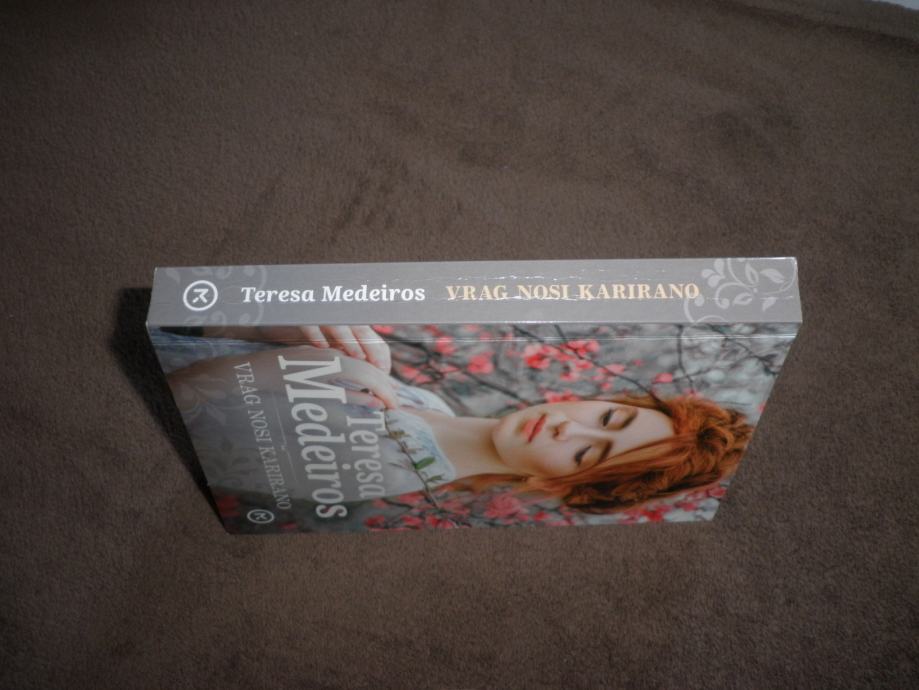 Teresa Medeiros VRAG NOSI KARIRANO
Teresa
Medeiros
VRAG NOSI KARIRANO